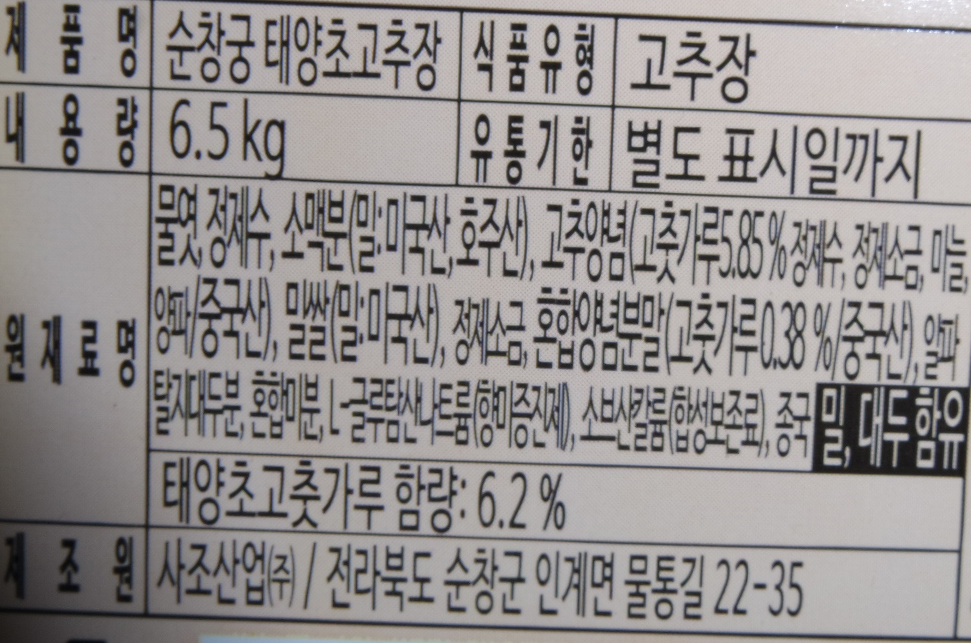 제품명 순창궁 태양초고추장 식품유형 고추장
내용량 6.5 kg 유통기한 별도 표시일까지
원재료명 물엿, 정제수, 소맥분(밀:미국산, 호주산), 고추양념(고춧가루5.85 % 정제수, 정제소금, 마늘,
양파/중국산), 밀쌀(밀:미국산), 정제소금, 혼합양념분말(고춧가루0.38 %/중국산), 알파
탈지대두분, 혼합미분, L-글루탐산나트륨(향미증진제), 소브산칼륨(합성보존료), 종국 밀, 대두 함유
태양초고춧가루 함량: 6.2 %
제조원 사조산업㈜ / 전라북도 순창군 인계면 물통길 22-35